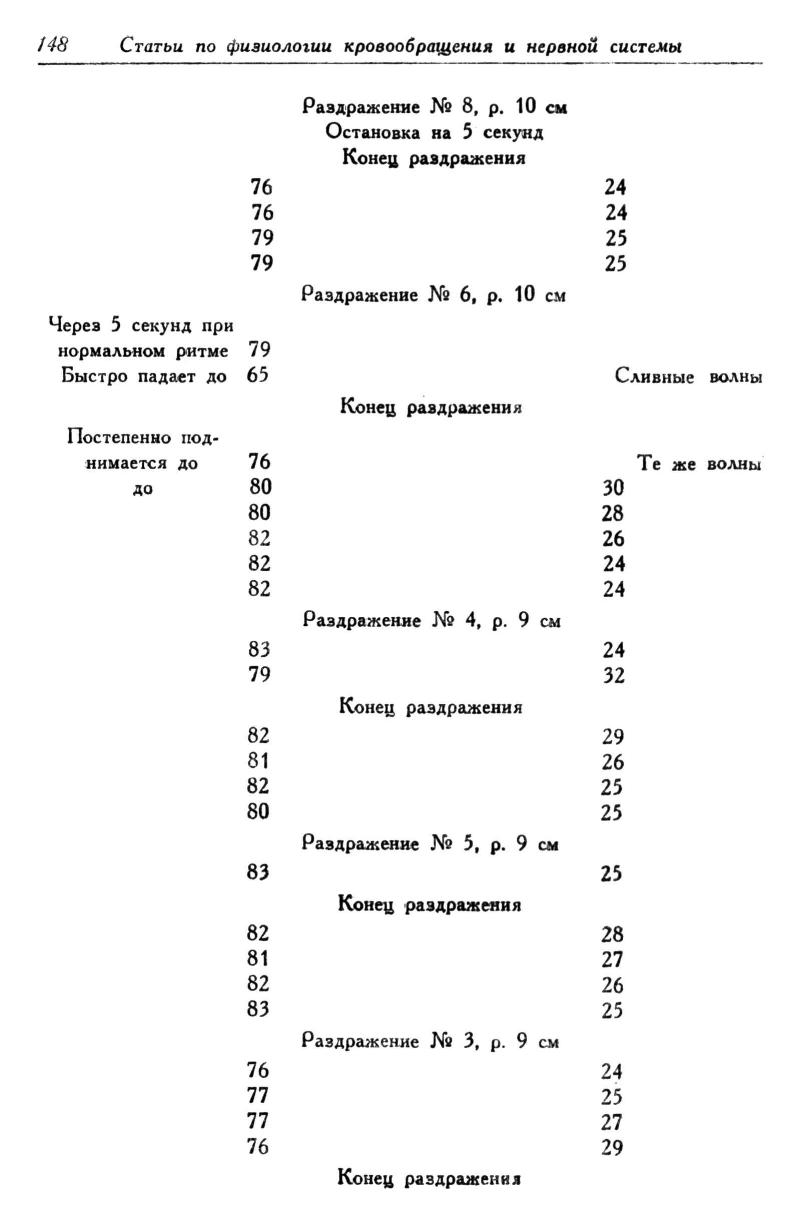 148 Статьи по физиологии кровообращения и нервной системы
Раздражение № 8, р. 10 см
Остановка на 5 секунд
Конец раздражения
76 24
76 24
79 25
79 25
Раздражение № 6, р. 10 см
Через 5 секунд при
нормальном ритме 79
Быстро падает до 65 Сливные волны
Конец раздражения
Постепенно под-
нимается до 76 Те же волны
до 80 30
80 28
82 26
82 24
82 24
Раздражение № 4, р. 9 см
83 24
79 32
Конец раздражения
82 29
81 26
82 25
80 25
Раздражение № 5, р. 9 см
83 25
Конец раздражения
82 28
81 27
82 26
83 25
Раздражение № 3, р. 9 см
76 24
77 25
77 27
76 29
Конец раздражения